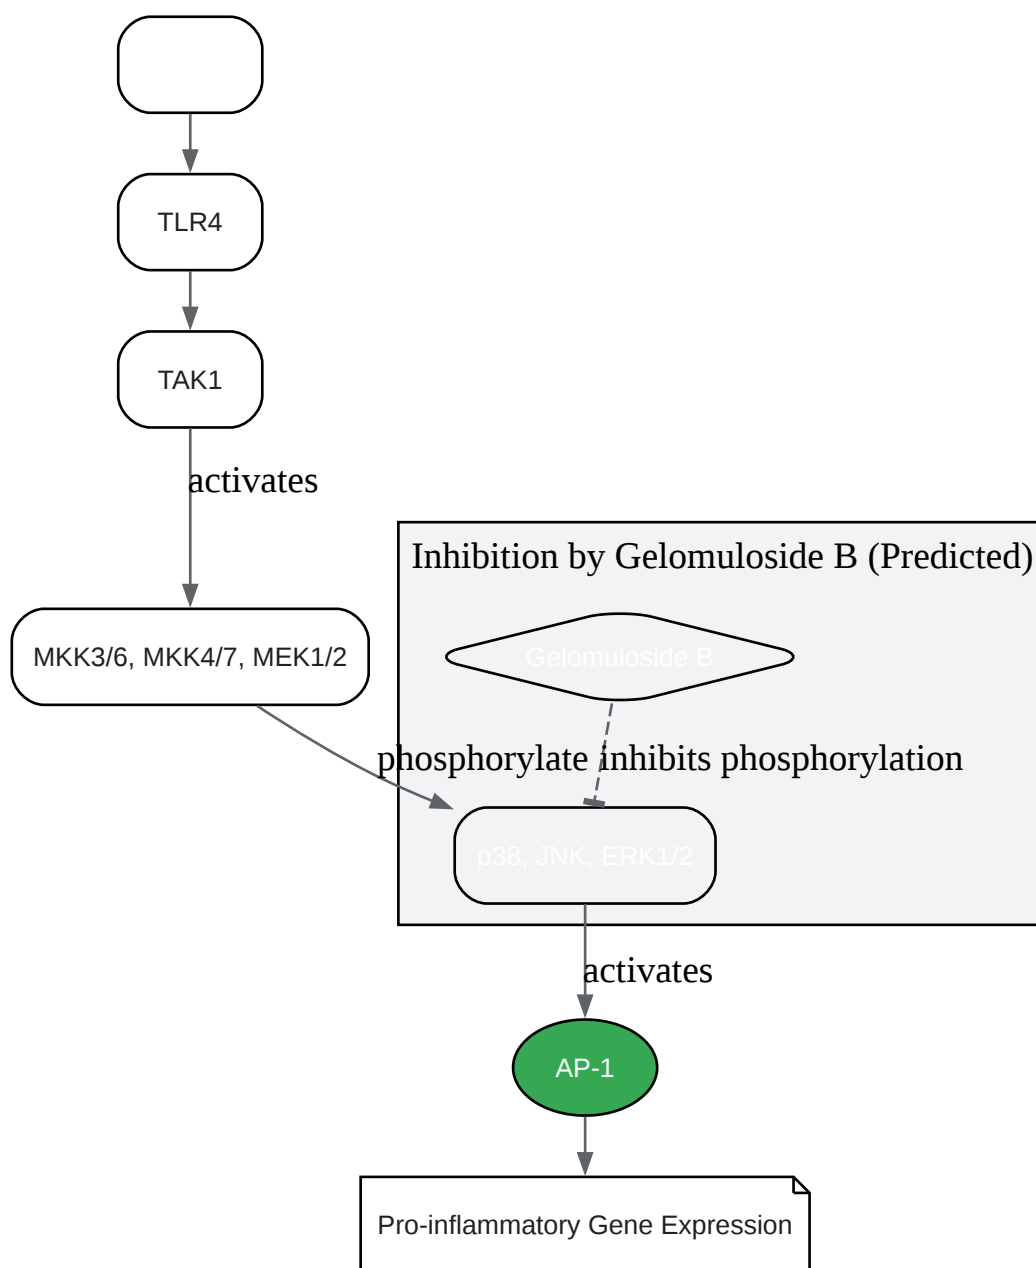 TLR4
TAK1
activates
Inhibition by Gelomuloside B (Predicted)
MKK3/6, MKK4/7, MEK1/2
Gelomuloside B
phosphorylate
inhibits phosphorylation
p38, JNK, ERK1/2
activates
AP-1
Pro-inflammatory Gene Expression